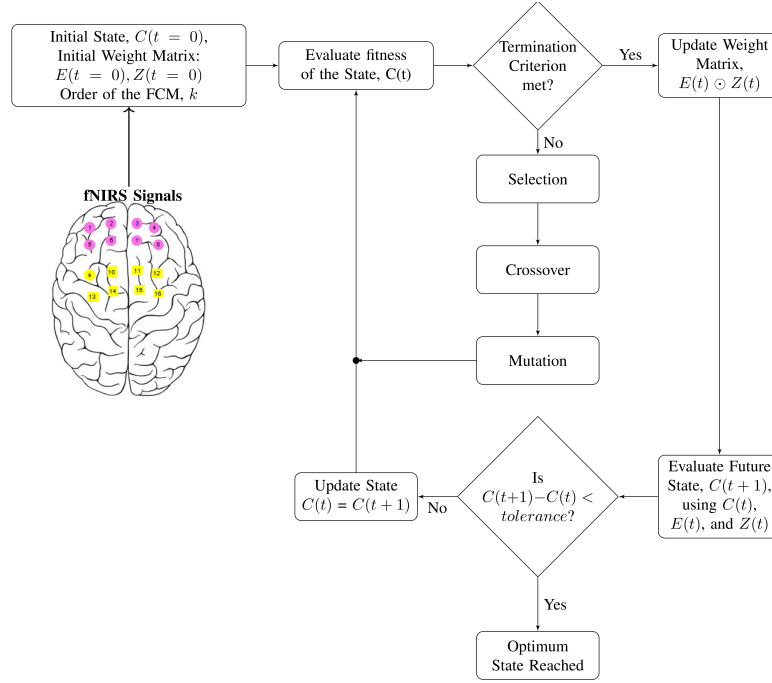 Initial State, C(t = 0),
Initial Weight Matrix:
E(t = 0), Z(t = 0)
Order of the FCM, k
Evaluate fitness
of the State, C(t)
Termination
Criterion
met?
Yes
Update Weight
Matrix,
E(t) ⊙ Z(t)
No
Selection
Crossover
Mutation
fNIRS Signals
1
2
3
4
5
6
7
8
9
10
11
12
13
14
15
16
Update State
C(t) = C(t + 1)
No
Is
C(t+1)−C(t) <
tolerance?
Evaluate Future
State, C(t + 1),
using C(t),
E(t), and Z(t)
Yes
Optimum
State Reached